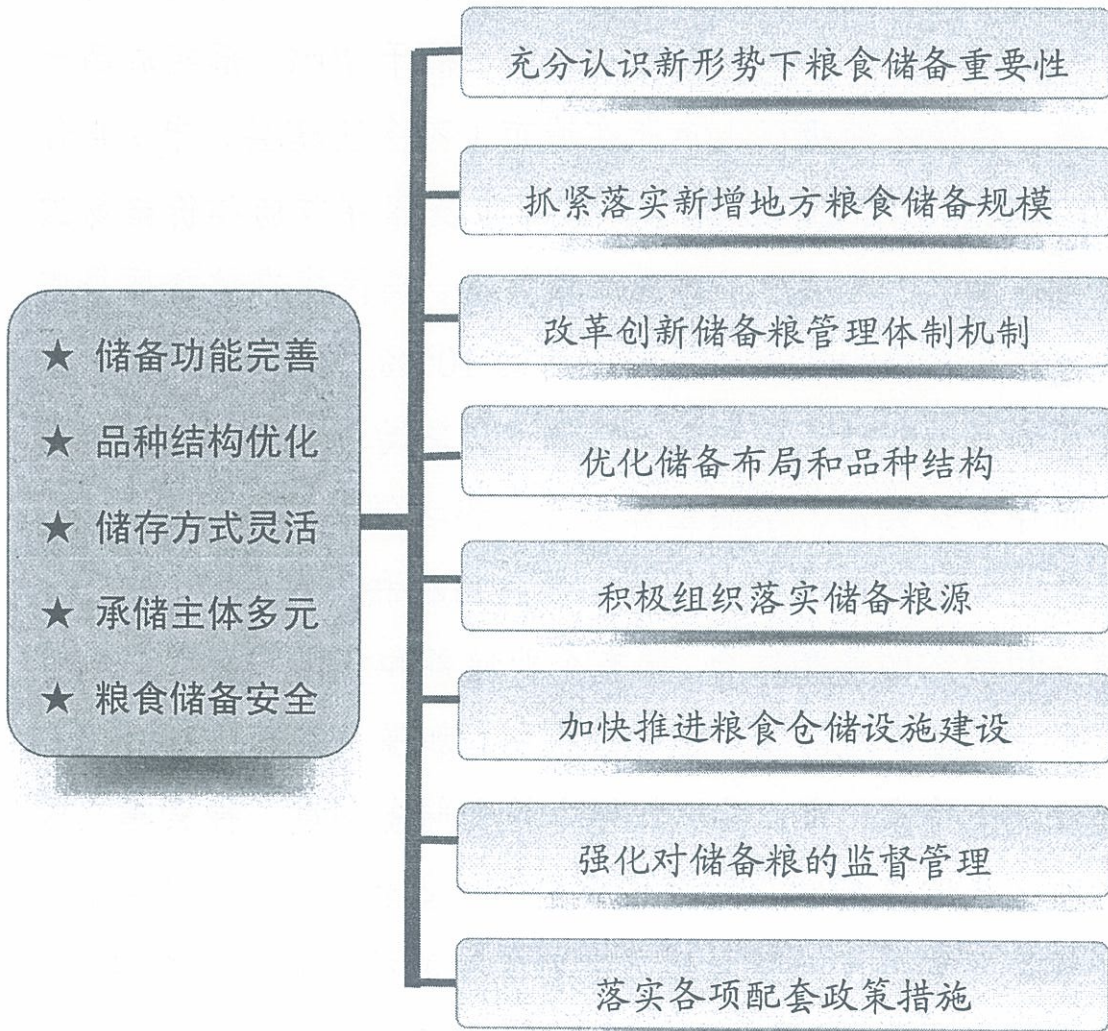 ★ 储备功能完善
★ 品种结构优化
★ 储存方式灵活
★ 承储主体多元
★ 粮食储备安全
充分认识新形势下粮食储备重要性
抓紧落实新增地方粮食储备规模
改革创新储备粮管理体制机制
优化储备布局和品种结构
积极组织落实储备粮源
加快推进粮食仓储设施建设
强化对储备粮的监督管理
落实各项配套政策措施